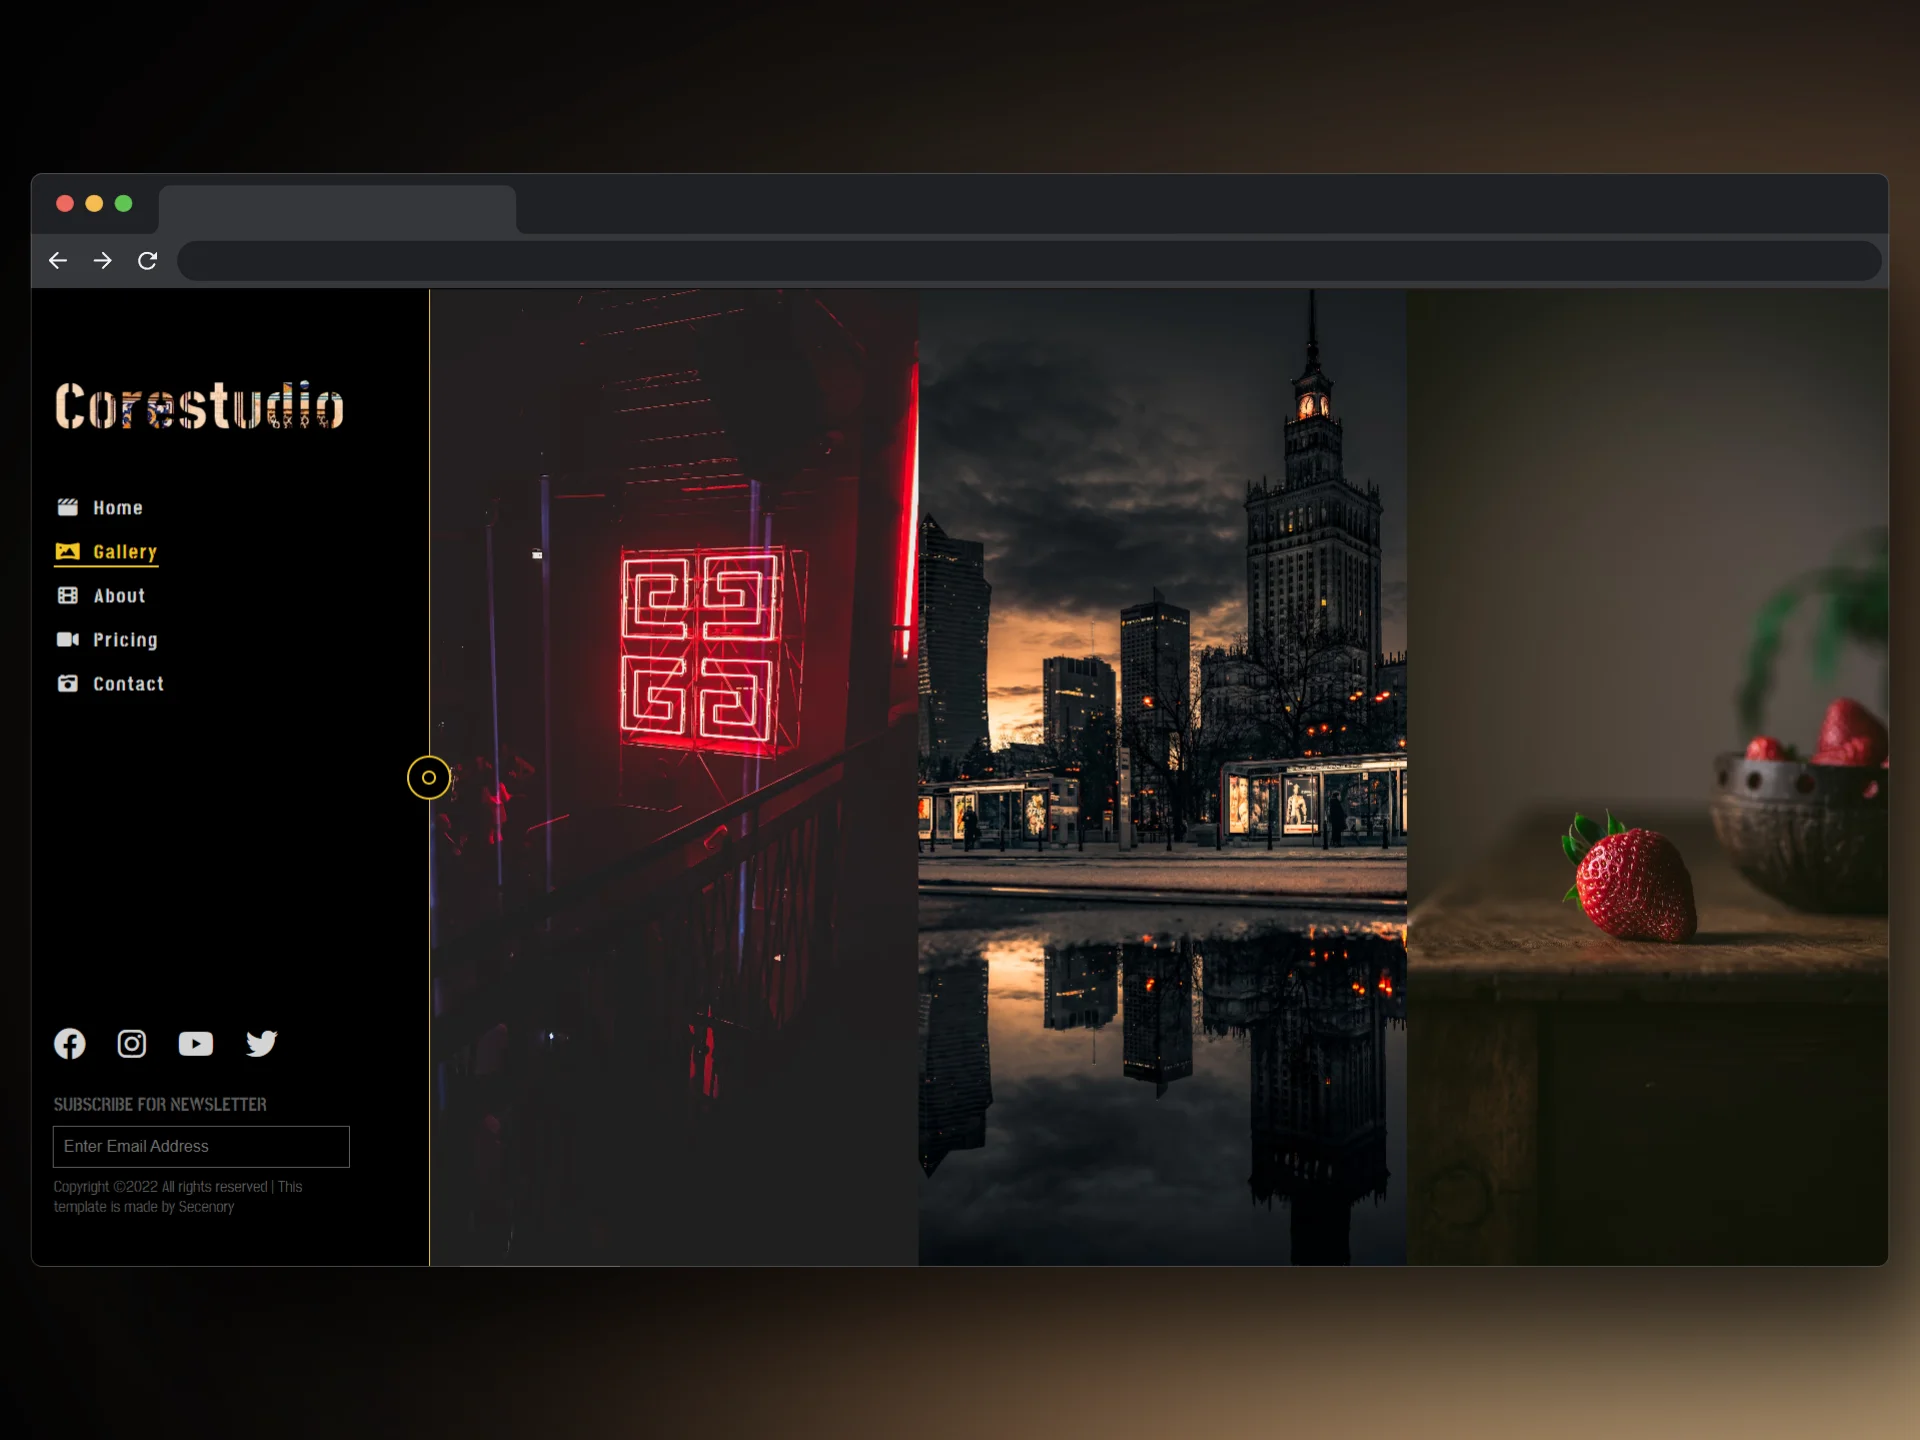 Corestudio
Home
Gallery
About
Pricing
Contact
SUBSCRIBE FOR NEWSLETTER
Enter Email Address
Copyright ©2022 All rights reserved | This
template is made by Secenory